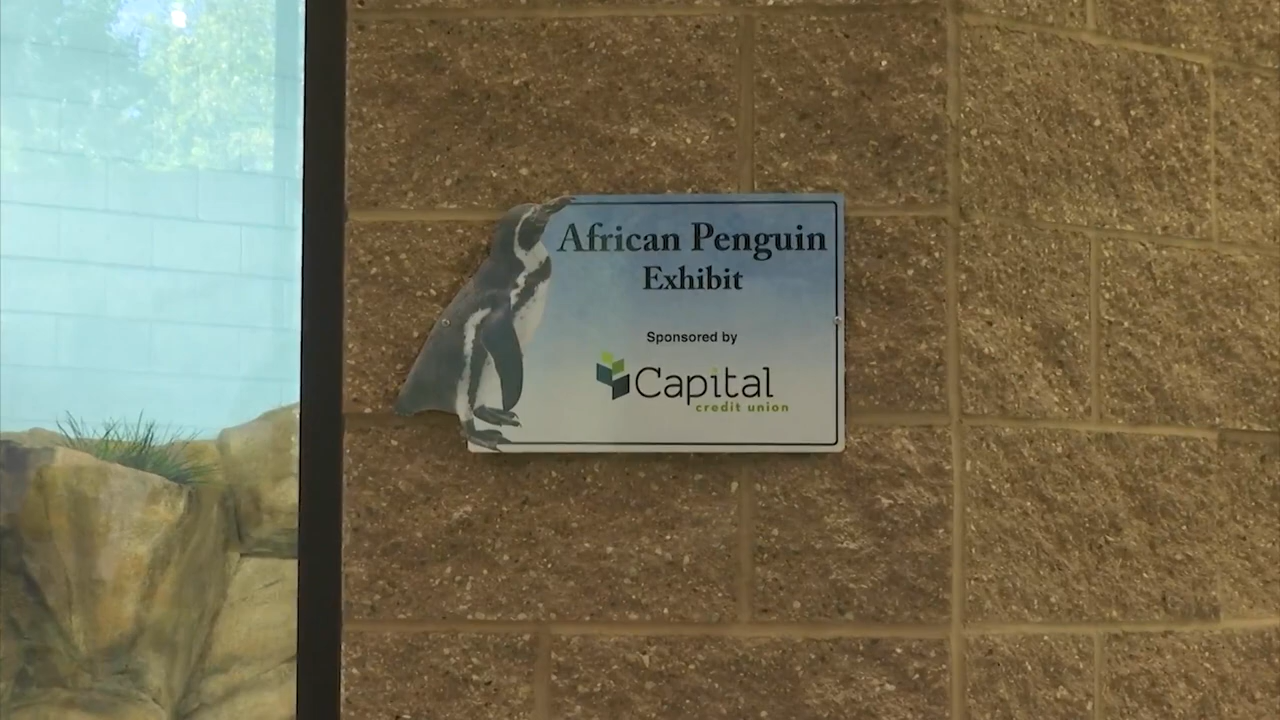 African Penguin
Exhibit
Sponsored by
Capital
credit union